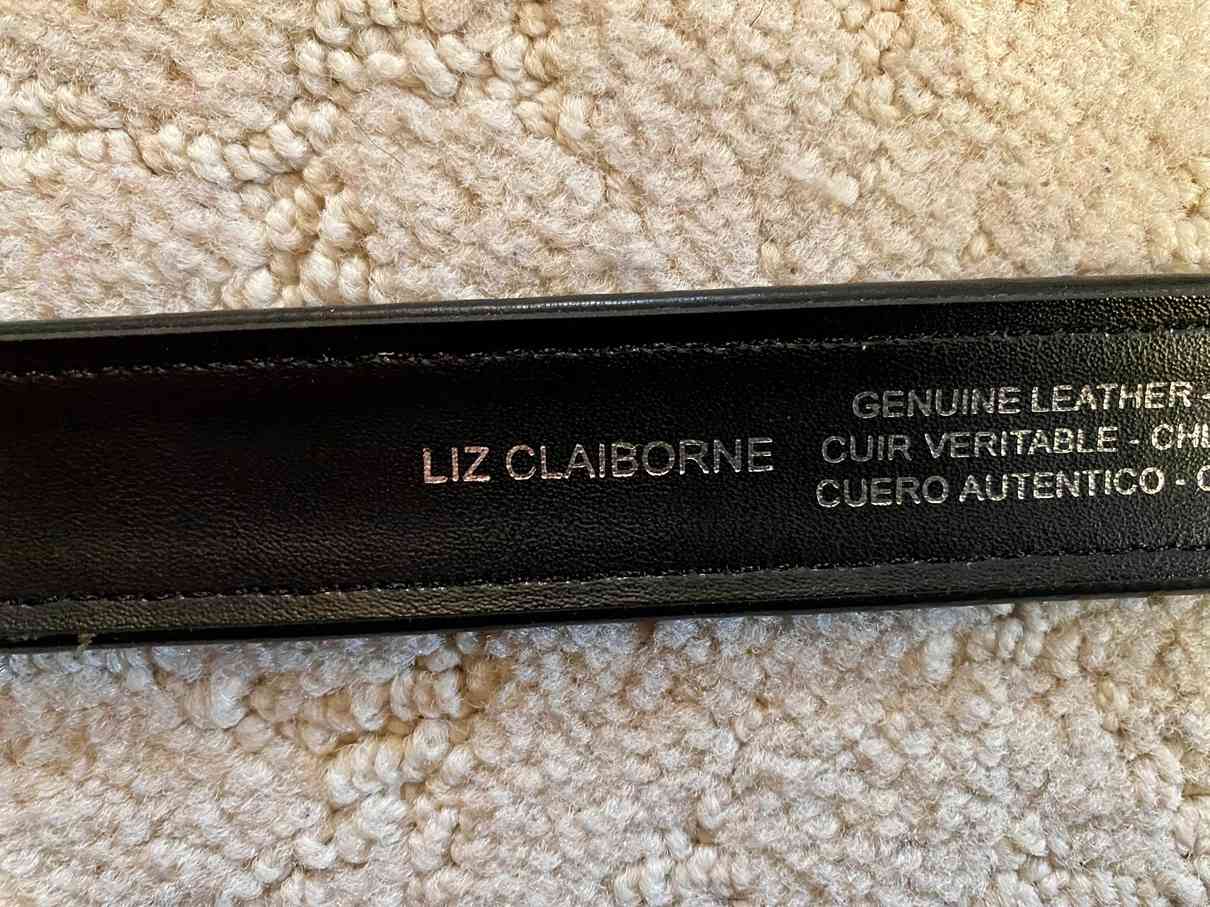 LIZ CLAIBORNE
GENUINE LEATHER -
CUIR VERITABLE -
CUERO AUTENTICO -